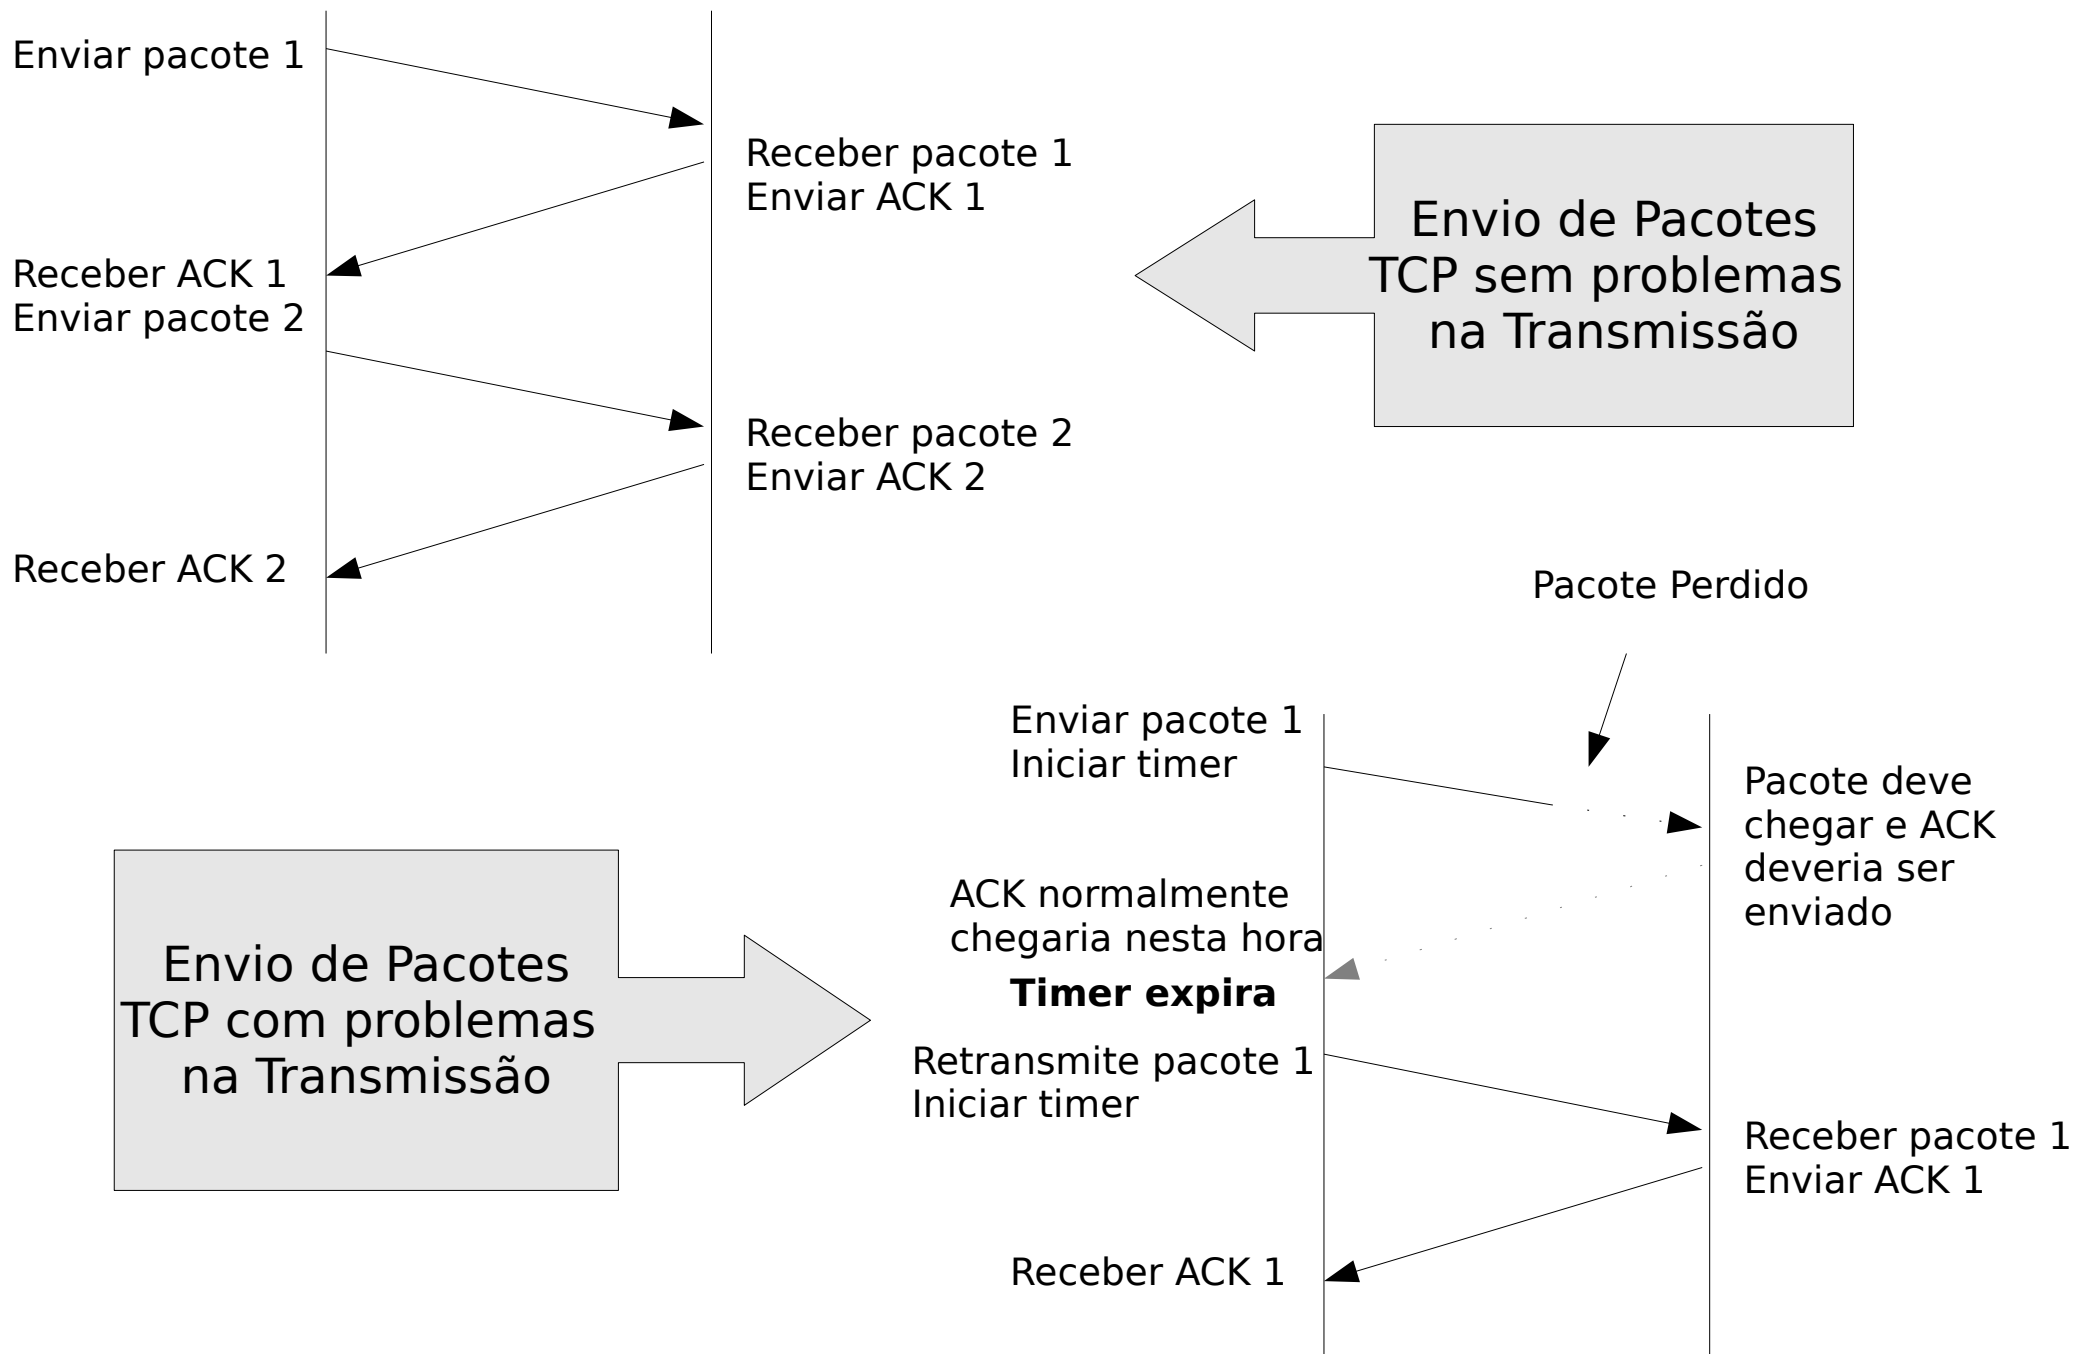 Enviar pacote 1
Receber pacote 1
Enviar ACK 1
Receber ACK 1
Enviar pacote 2
Receber pacote 2
Enviar ACK 2
Receber ACK 2
Envio de Pacotes
TCP sem problemas
na Transmissão
Pacote Perdido
Enviar pacote 1
Iniciar timer
Pacote deve
chegar e ACK
deveria ser
enviado
ACK normalmente
chegaria nesta hora
Timer expira
Retransmite pacote 1
Iniciar timer
Receber pacote 1
Enviar ACK 1
Receber ACK 1
Envio de Pacotes
TCP com problemas
na Transmissão